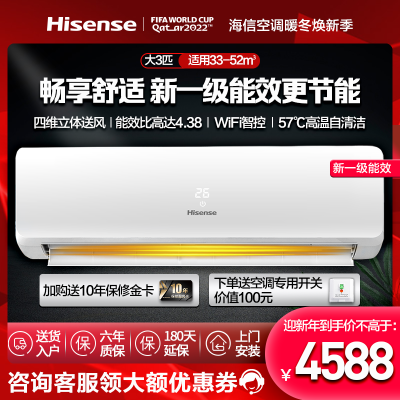 Hisense
FIFA WORLD CUP
QATAR2022
海信空调暖冬焕新季
大3匹 适用33-52m²
畅享舒适 新一级能效更节能
四维立体送风 能效比高达4.38 WiFi智控 57℃高温自清洁
新一级能效
26
Hisense
加购送10年保修金卡
10年
下单送空调专用开关
价值100元
送货入户
六年质保
180天延保
上门安装
迎新年到手价不高于:
¥4588
咨询客服领大额优惠券